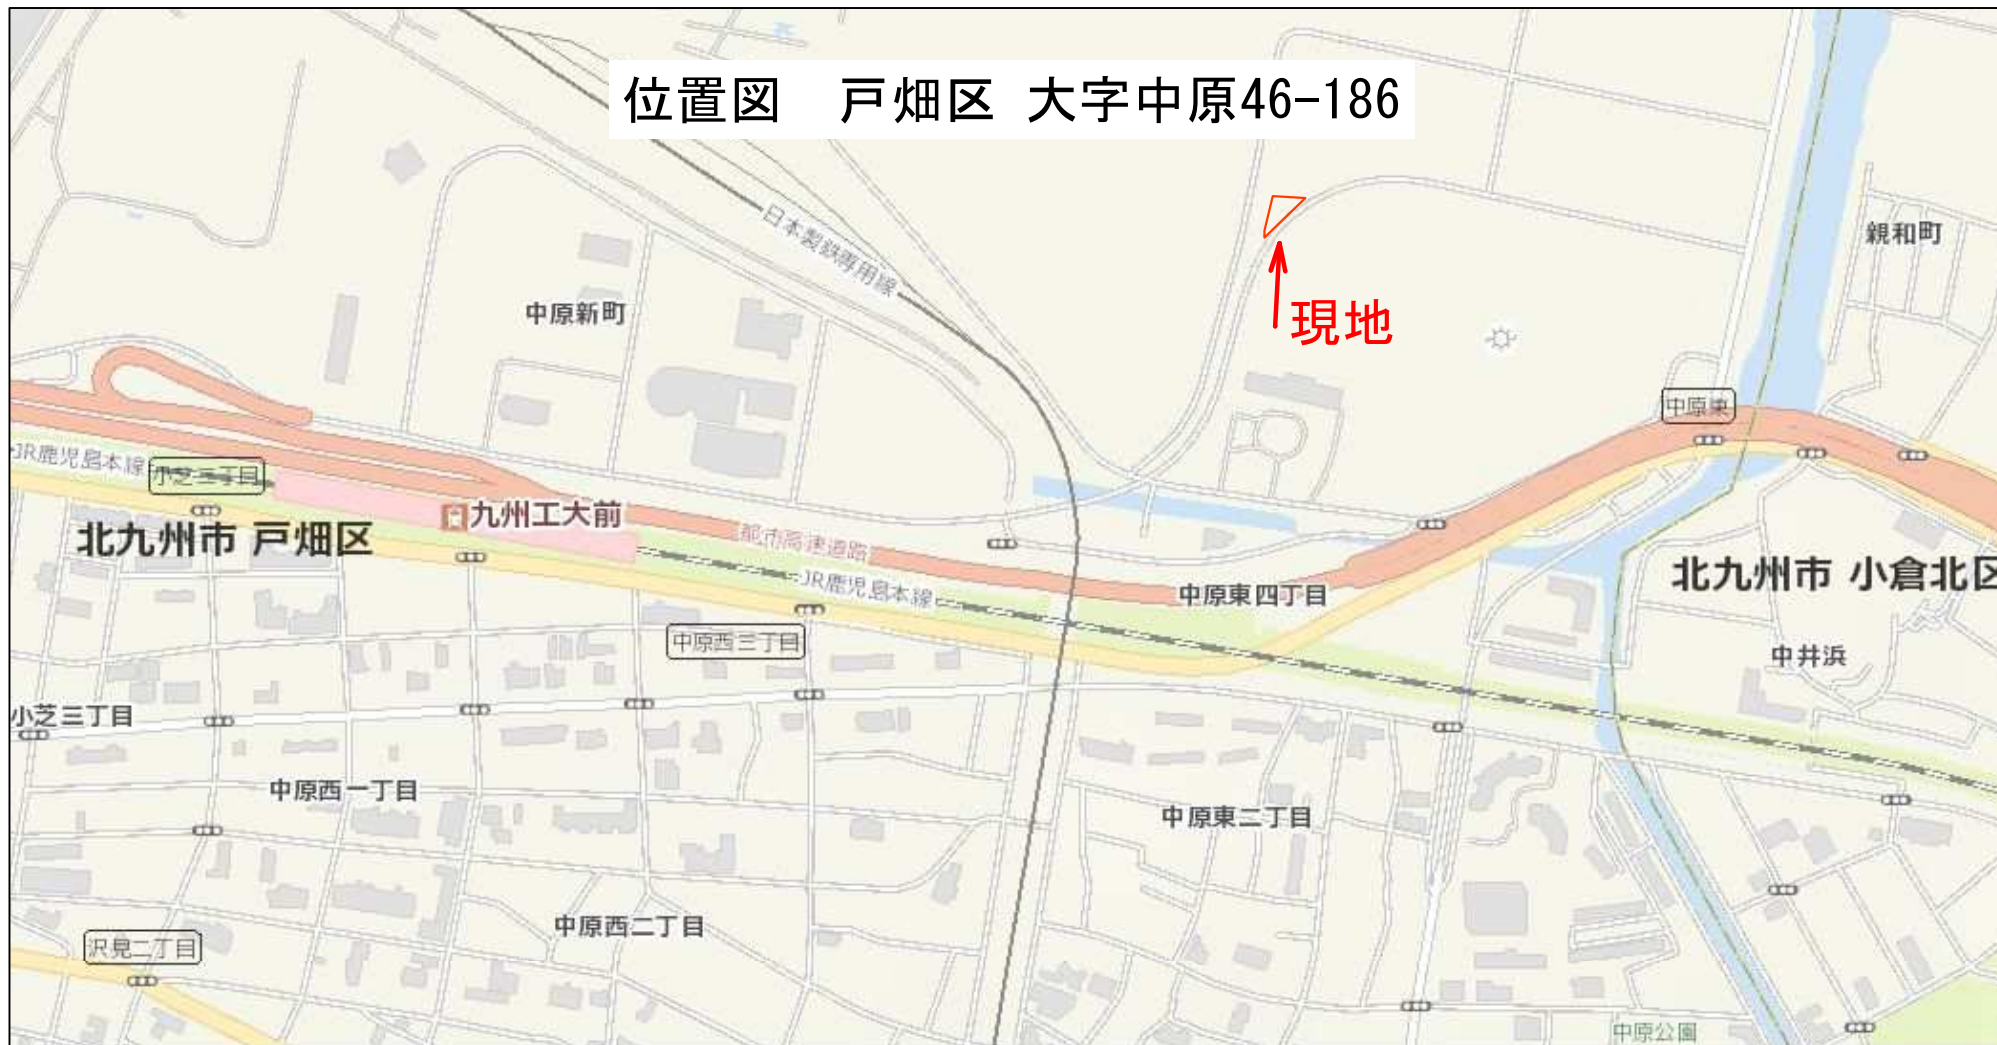 位置図　戸畑区 大字中原46-186
日本製鉄専用線
親和町
中原新町
現地
中原東
JR鹿児島本線
小芝三丁目
九州工大前
北九州市 戸畑区
都市高速道路
JR鹿児島本線
中原東四丁目
北九州市 小倉北区
中原西三丁目
中井浜
小芝三丁目
中原西一丁目
中原東二丁目
中原西二丁目
沢見二丁目
中原公園